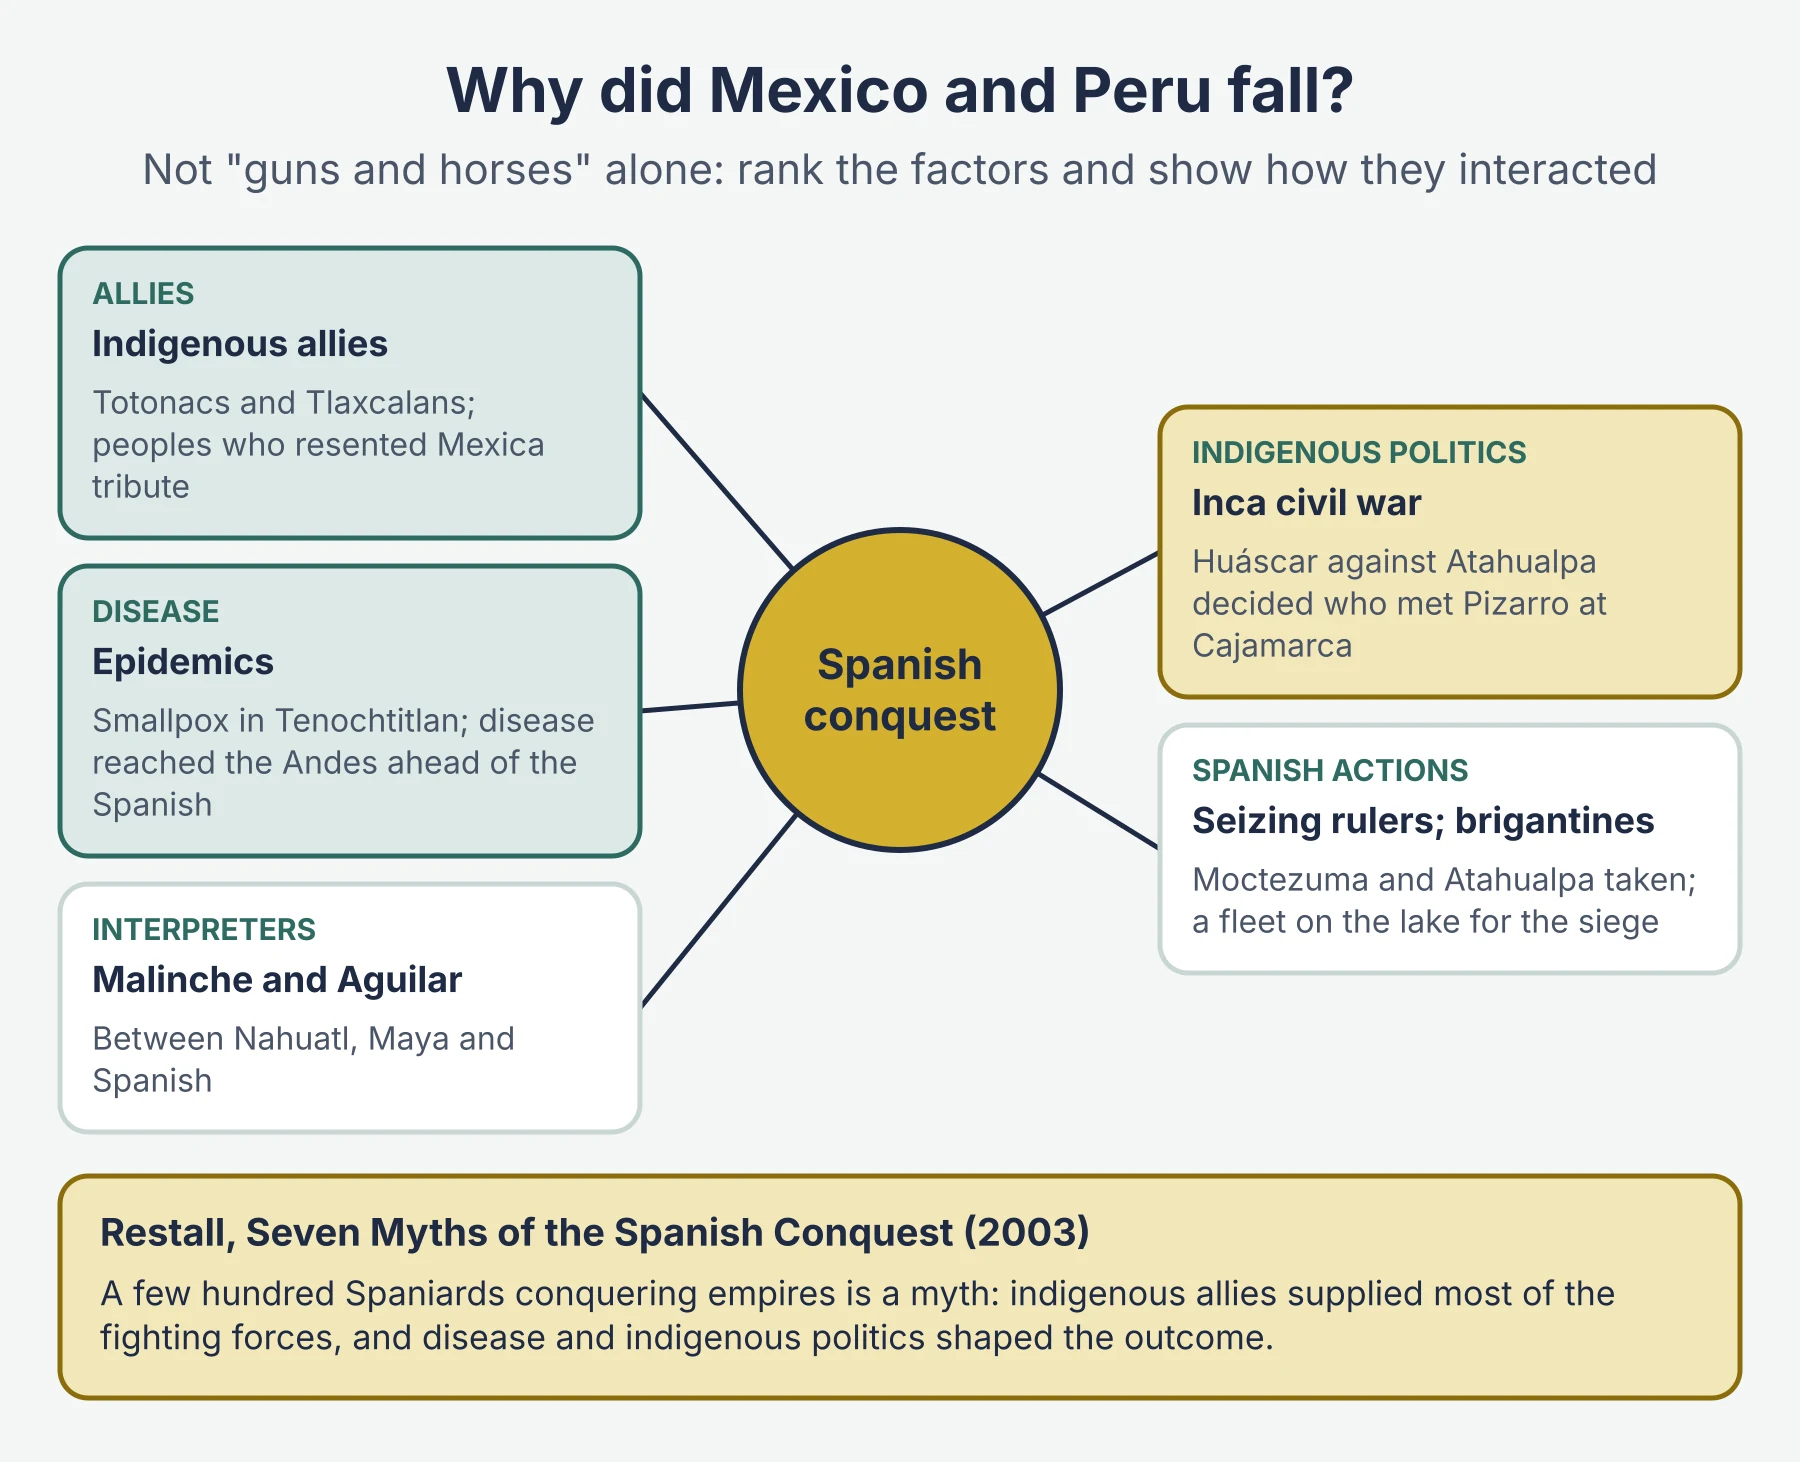 Why did Mexico and Peru fall?
Not "guns and horses" alone: rank the factors and show how they interacted
ALLIES
Indigenous allies
Totonacs and Tlaxcalans;
peoples who resented Mexica
tribute
DISEASE
Epidemics
Smallpox in Tenochtitlan; disease
reached the Andes ahead of the
Spanish
INTERPRETERS
Malinche and Aguilar
Between Nahuatl, Maya and
Spanish
Spanish
conquest
INDIGENOUS POLITICS
Inca civil war
Huáscar against Atahualpa
decided who met Pizarro at
Cajamarca
SPANISH ACTIONS
Seizing rulers; brigantines
Moctezuma and Atahualpa taken;
a fleet on the lake for the siege
Restall, Seven Myths of the Spanish Conquest (2003)
A few hundred Spaniards conquering empires is a myth: indigenous allies supplied most of the
fighting forces, and disease and indigenous politics shaped the outcome.